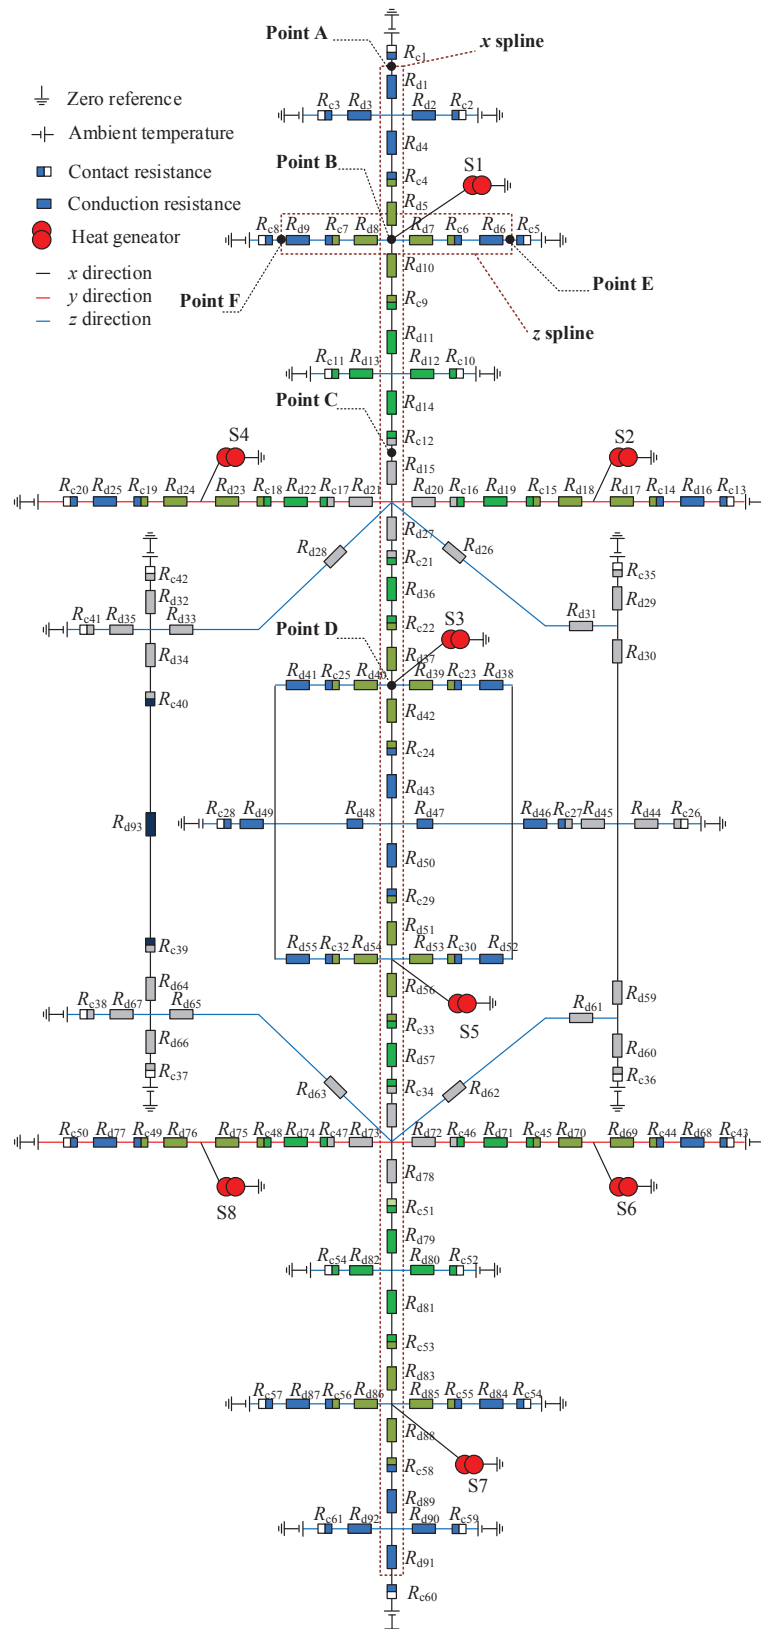 Point A
x spline
Rc1
Rd1
Zero reference
Rc3 Rd3 Rd2 Rc2
Ambient temperature
Rd4
Point B
S1
Contact resistance
Rc4
Conduction resistance
Rd5
Heat geneator
Rc8 Rd9 Rc7 Rd8 Rd7 Rc6 Rd6 Rc5
x direction
Rd10
Point F
Point E
y direction
Rc9
z direction
z spline
Rd11
Rc11 Rd13 Rd12 Rc10
Point C
Rd14
Rc12
S4
S2
Rd15
Rc20 Rd25 Rc19 Rd24 Rd23 Rc18 Rd22 Rc17 Rd21 Rd20 Rc16 Rd19 Rc15 Rd18 Rd17 Rc14 Rd16 Rc13
Rd27
Rd28
Rd26
Rc21
Rc42
Rc35
Rd32
Rd36
Rd29
Rc41 Rd35 Rd33
Rc22
S3
Rd31
Point D
Rd34
Rd37
Rd30
Rd41 Rc25 Rd40 Rd39 Rc23 Rd38
Rc40
Rd42
Rc24
Rd43
Rd93
Rc28 Rd49 Rd48 Rd47 Rd46 Rc27 Rd45 Rd44 Rc26
Rd50
Rc29
Rc39
Rd51
Rd55 Rc32 Rd54 Rd53 Rc30 Rd52
Rd64
Rd56
Rd59
Rc38 Rd67 Rd65
S5
Rd61
Rc33
Rd66
Rd57
Rd60
Rc37
Rc34
Rc36
Rd63
Rd62
Rc50 Rd77 Rc49 Rd76 Rd75 Rc48 Rd74 Rc47 Rd73 Rd72 Rc46 Rd71 Rc45 Rd70 Rd69 Rc44 Rd68 Rc43
Rd78
S8
S6
Rc51
Rd79
Rc54 Rd82 Rd80 Rc52
Rd81
Rc53
Rd83
Rc57 Rd87 Rc56 Rd86 Rd85 Rc55 Rd84 Rc54
Rd88
Rc58
S7
Rd89
Rc61 Rd92 Rd90 Rc59
Rd91
Rc60